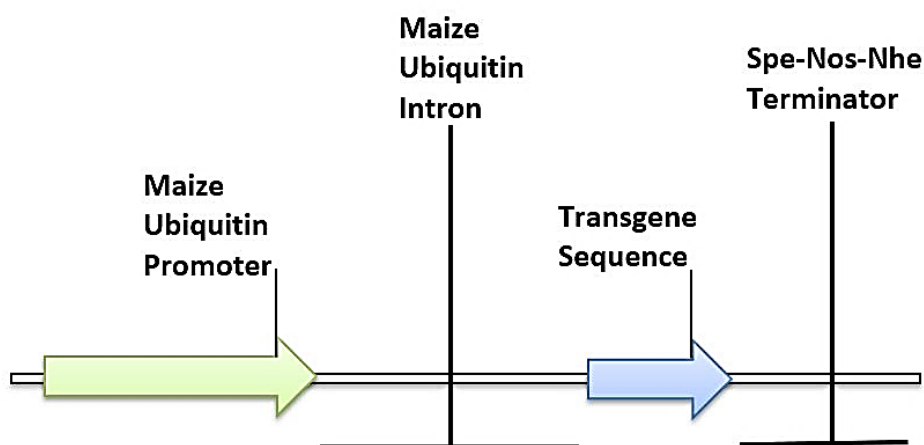 Maize
Ubiquitin
Promoter
Maize
Ubiquitin
Intron
Transgene
Sequence
Spe-Nos-Nhe
Terminator